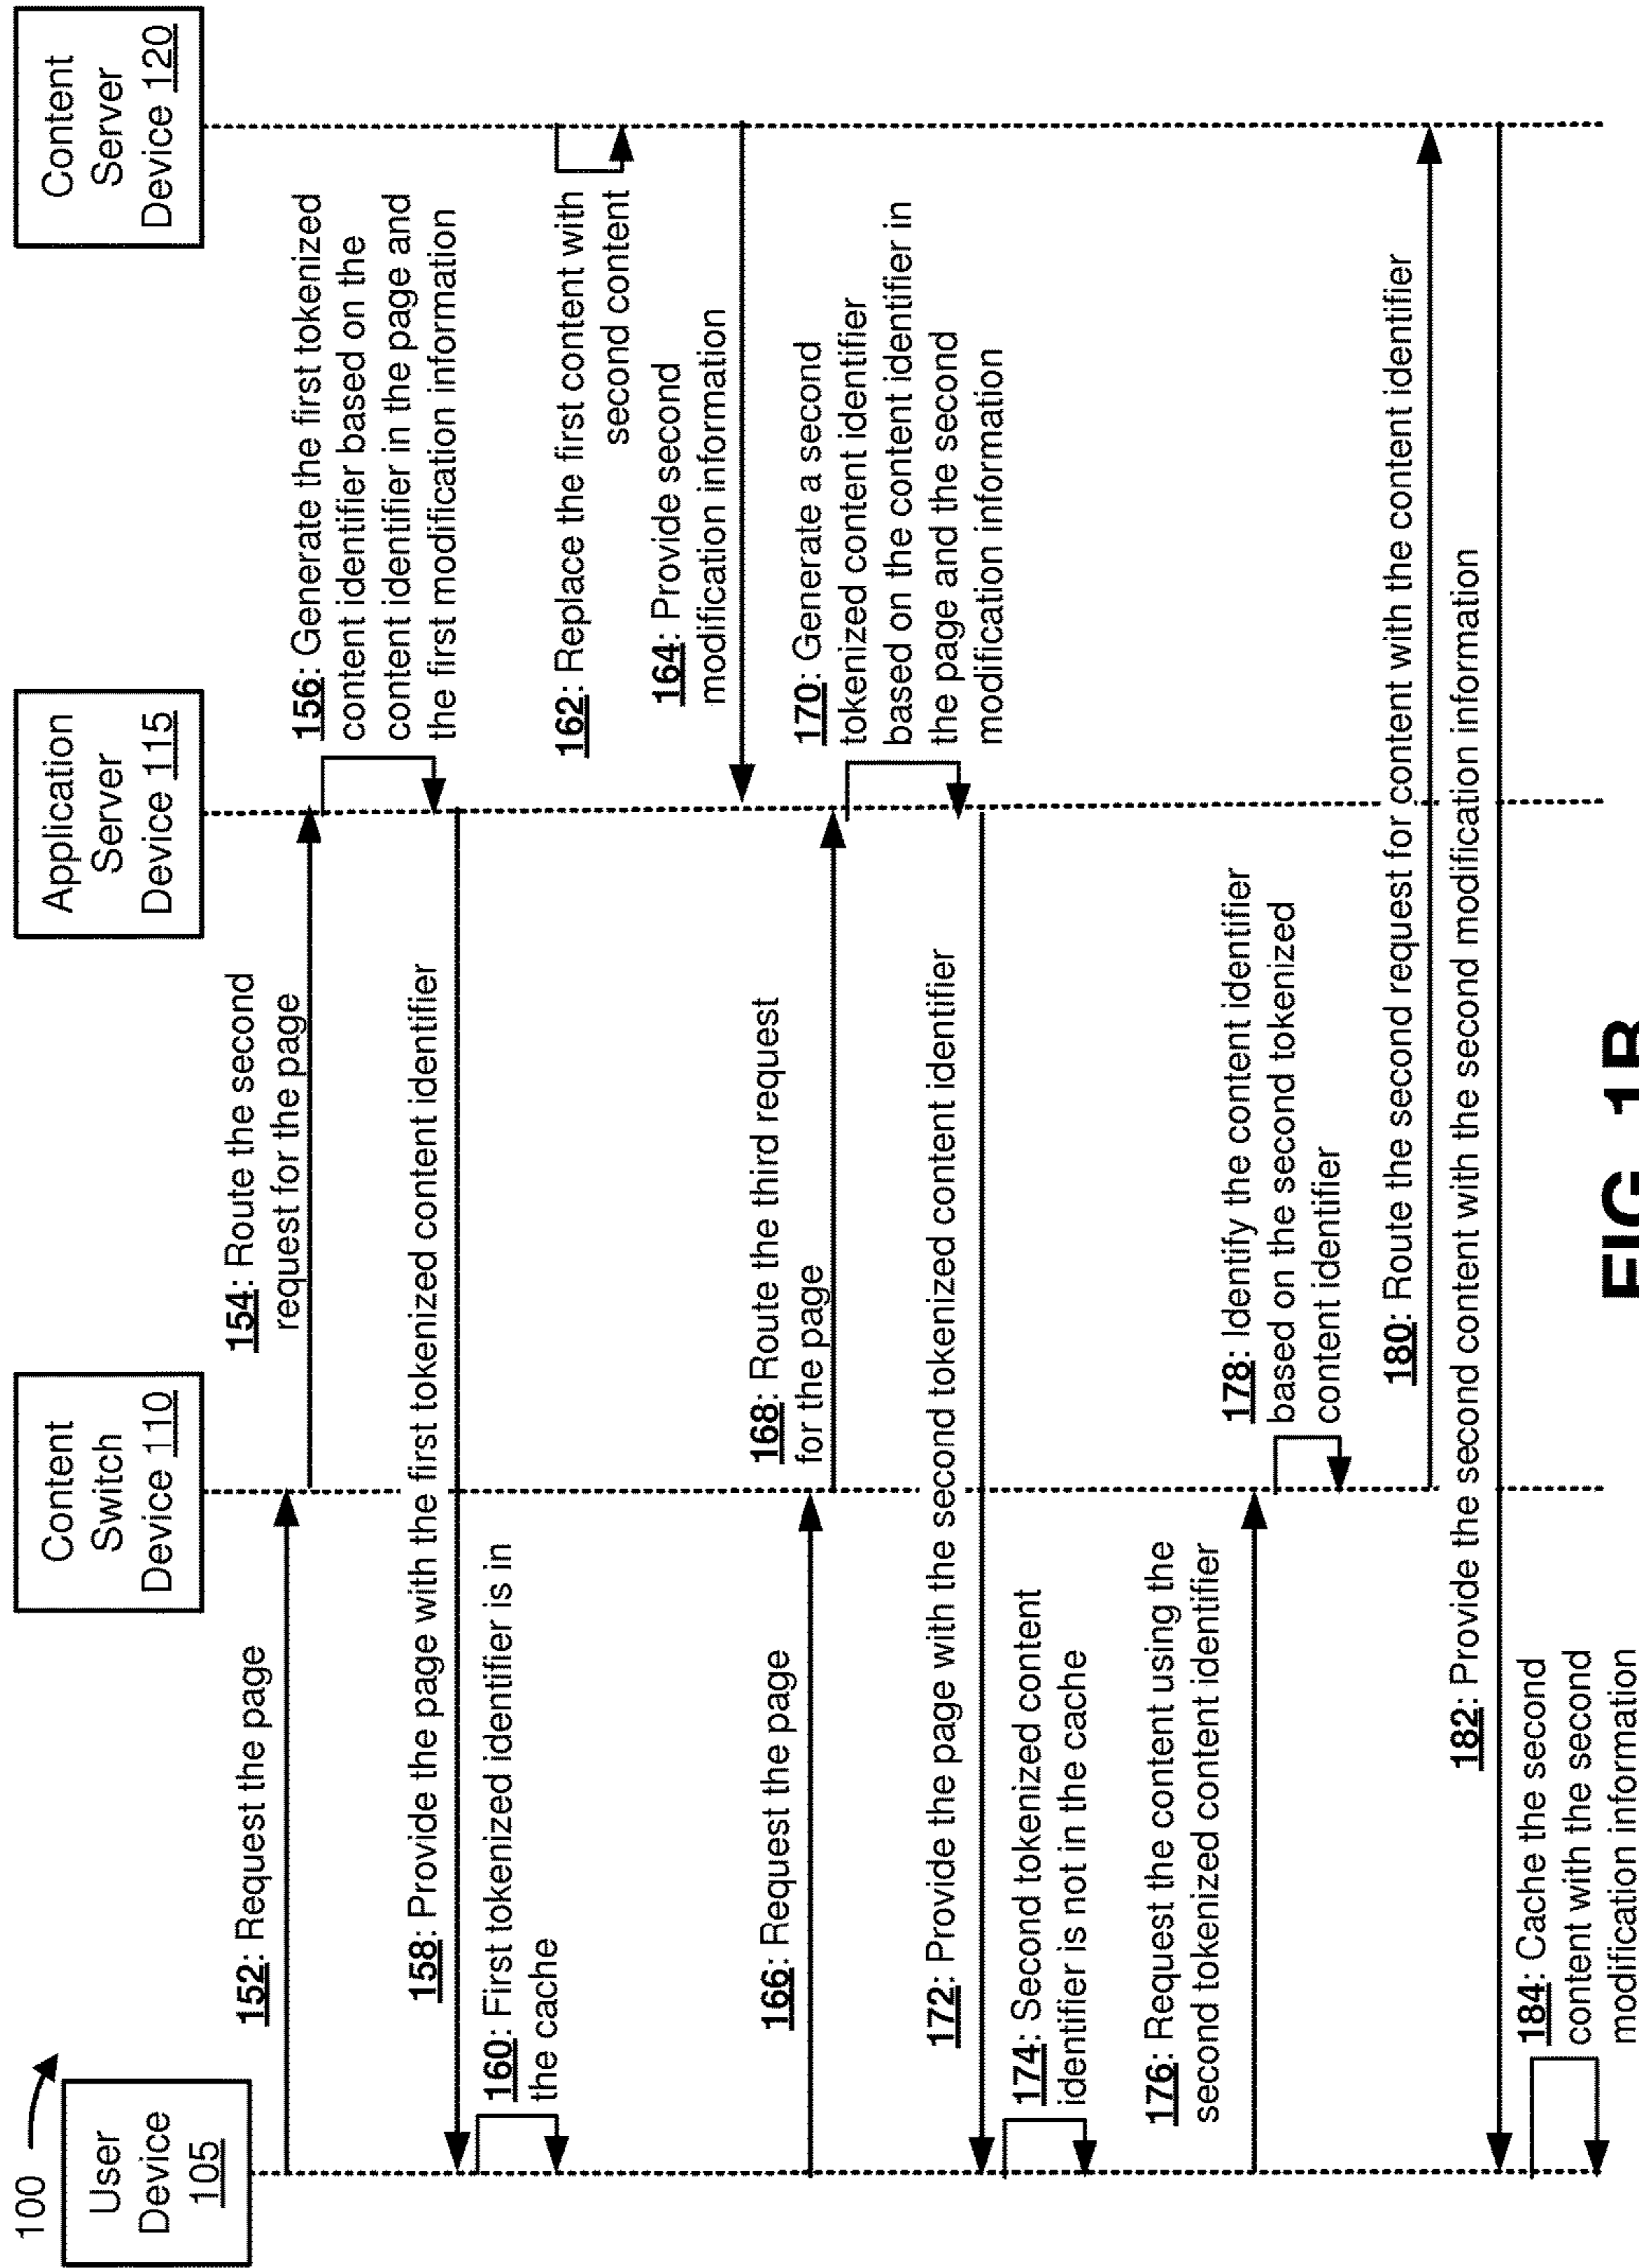 100
User
Device
105
Content
Switch
Device 110
Application
Server
Device 115
Content
Server
Device 120
152: Request the page
154: Route the second
request for the page
156: Generate the first tokenized
content identifier based on the
content identifier in the page and
the first modification information
158: Provide the page with the first tokenized content identifier
160: First tokenized identifier is in
the cache
162: Replace the first content with
second content
164: Provide second
modification information
166: Request the page
168: Route the third request
for the page
170: Generate a second
tokenized content identifier
based on the content identifier in
the page and the second
modification information
172: Provide the page with the second tokenized content identifier
174: Second tokenized content
identifier is not in the cache
176: Request the content using the
second tokenized content identifier
178: Identify the content identifier
based on the second tokenized
content identifier
180: Route the second request for content with the content identifier
182: Provide the second content with the second modification information
184: Cache the second
content with the second
modification information
FIG. 1B